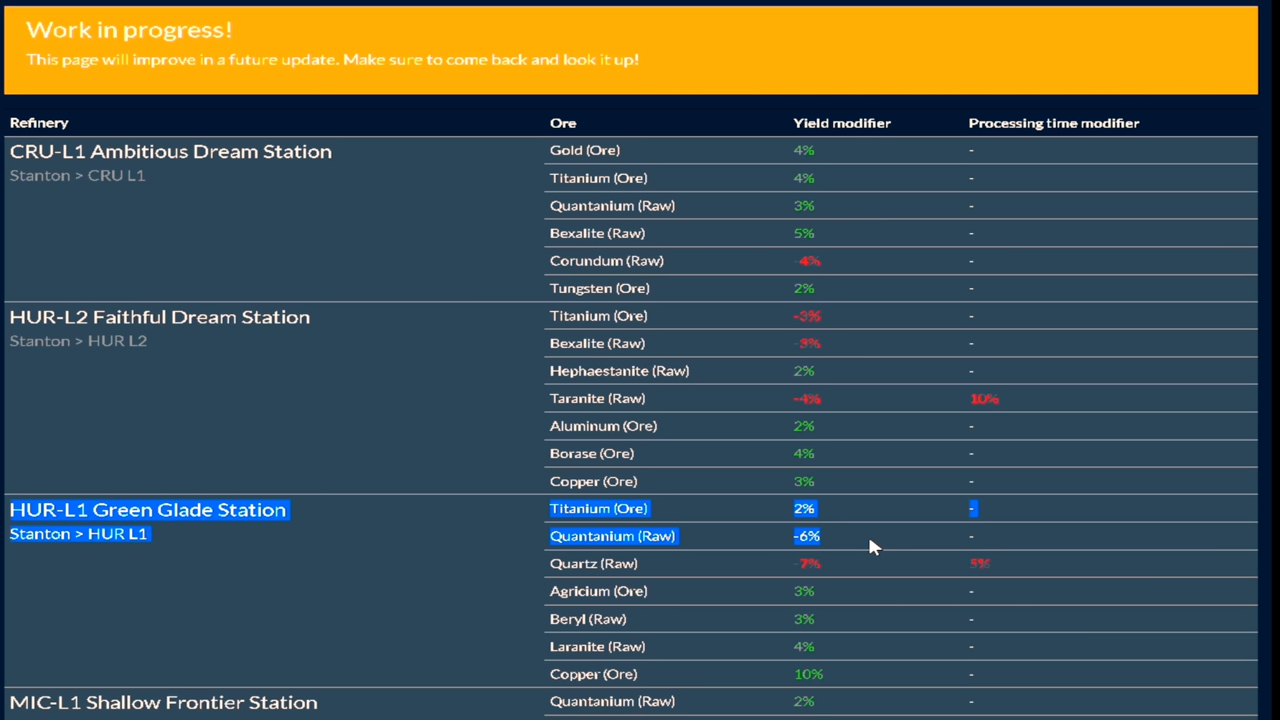 Work in progress!
This page will improve in a future update. Make sure to come back and look it up!
Refinery Ore Yield modifier Processing time modifier
CRU-L1 Ambitious Dream Station Gold (Ore) 4% -
Stanton > CRU L1 Titanium (Ore) 4% -
Quantanium (Raw) 3% -
Bexalite (Raw) 5% -
Corundum (Raw) -4% -
Tungsten (Ore) 2% -
HUR-L2 Faithful Dream Station Titanium (Ore) -3% -
Stanton > HUR L2 Bexalite (Raw) -3% -
Hephaestanite (Raw) 2% -
Taranite (Raw) -4% 10%
Aluminum (Ore) 2% -
Borase (Ore) 4% -
Copper (Ore) 3% -
HUR-L1 Green Glade Station Titanium (Ore) 2% -
Stanton > HUR L1 Quantanium (Raw) -6% -
Quartz (Raw) -7% 5%
Agricium (Ore) 3% -
Beryl (Raw) 3% -
Laranite (Raw) 4% -
Copper (Ore) 10% -
MIC-L1 Shallow Frontier Station Quantanium (Raw) 2% -